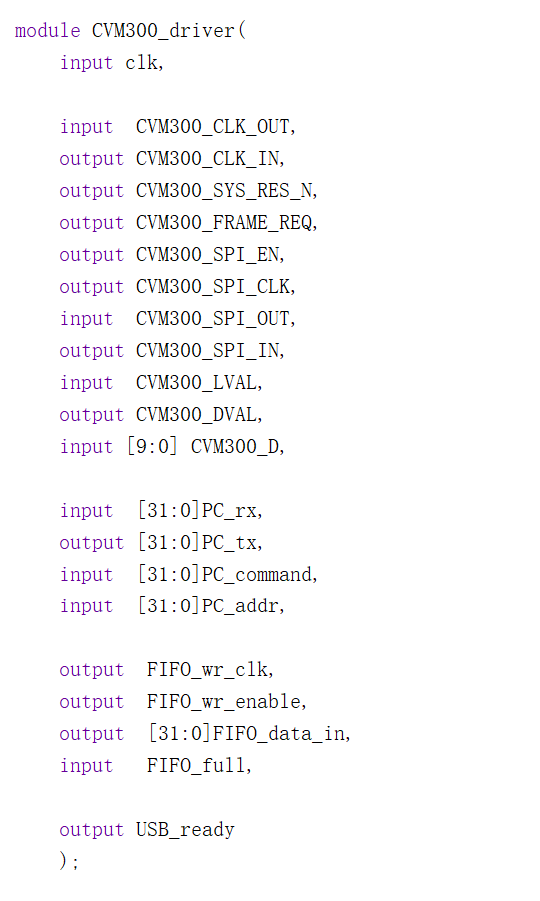 module CVM300_driver(
    input clk,

    input  CVM300_CLK_OUT,
    output CVM300_CLK_IN,
    output CVM300_SYS_RES_N,
    output CVM300_FRAME_REQ,
    output CVM300_SPI_EN,
    output CVM300_SPI_CLK,
    input  CVM300_SPI_OUT,
    output CVM300_SPI_IN,
    input  CVM300_LVAL,
    output CVM300_DVAL,
    input [9:0] CVM300_D,

    input  [31:0]PC_rx,
    output [31:0]PC_tx,
    input  [31:0]PC_command,
    input  [31:0]PC_addr,

    output  FIFO_wr_clk,
    output  FIFO_wr_enable,
    output  [31:0]FIFO_data_in,
    input   FIFO_full,

    output USB_ready
    );